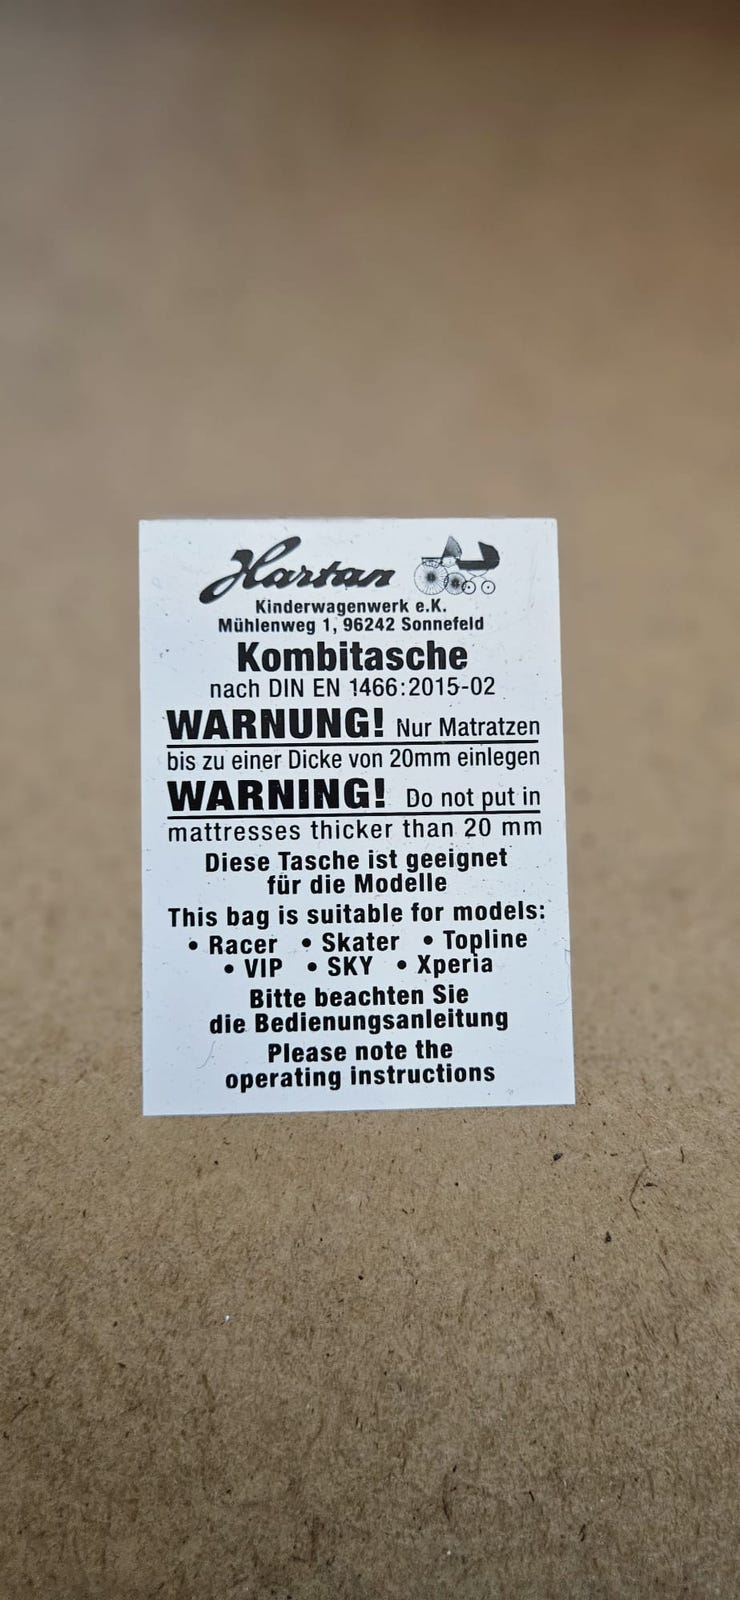 Hartan
Kinderwagenwerk e.K.
Mühlenweg 1, 96242 Sonnefeld
Kombitasche
nach DIN EN 1466:2015-02
WARNUNG! Nur Matratzen
bis zu einer Dicke von 20mm einlegen
WARNING! Do not put in
mattresses thicker than 20 mm
Diese Tasche ist geeignet
für die Modelle
This bag is suitable for models:
• Racer • Skater • Topline
• VIP • SKY • Xperia
Bitte beachten Sie
die Bedienungsanleitung
Please note the
operating instructions